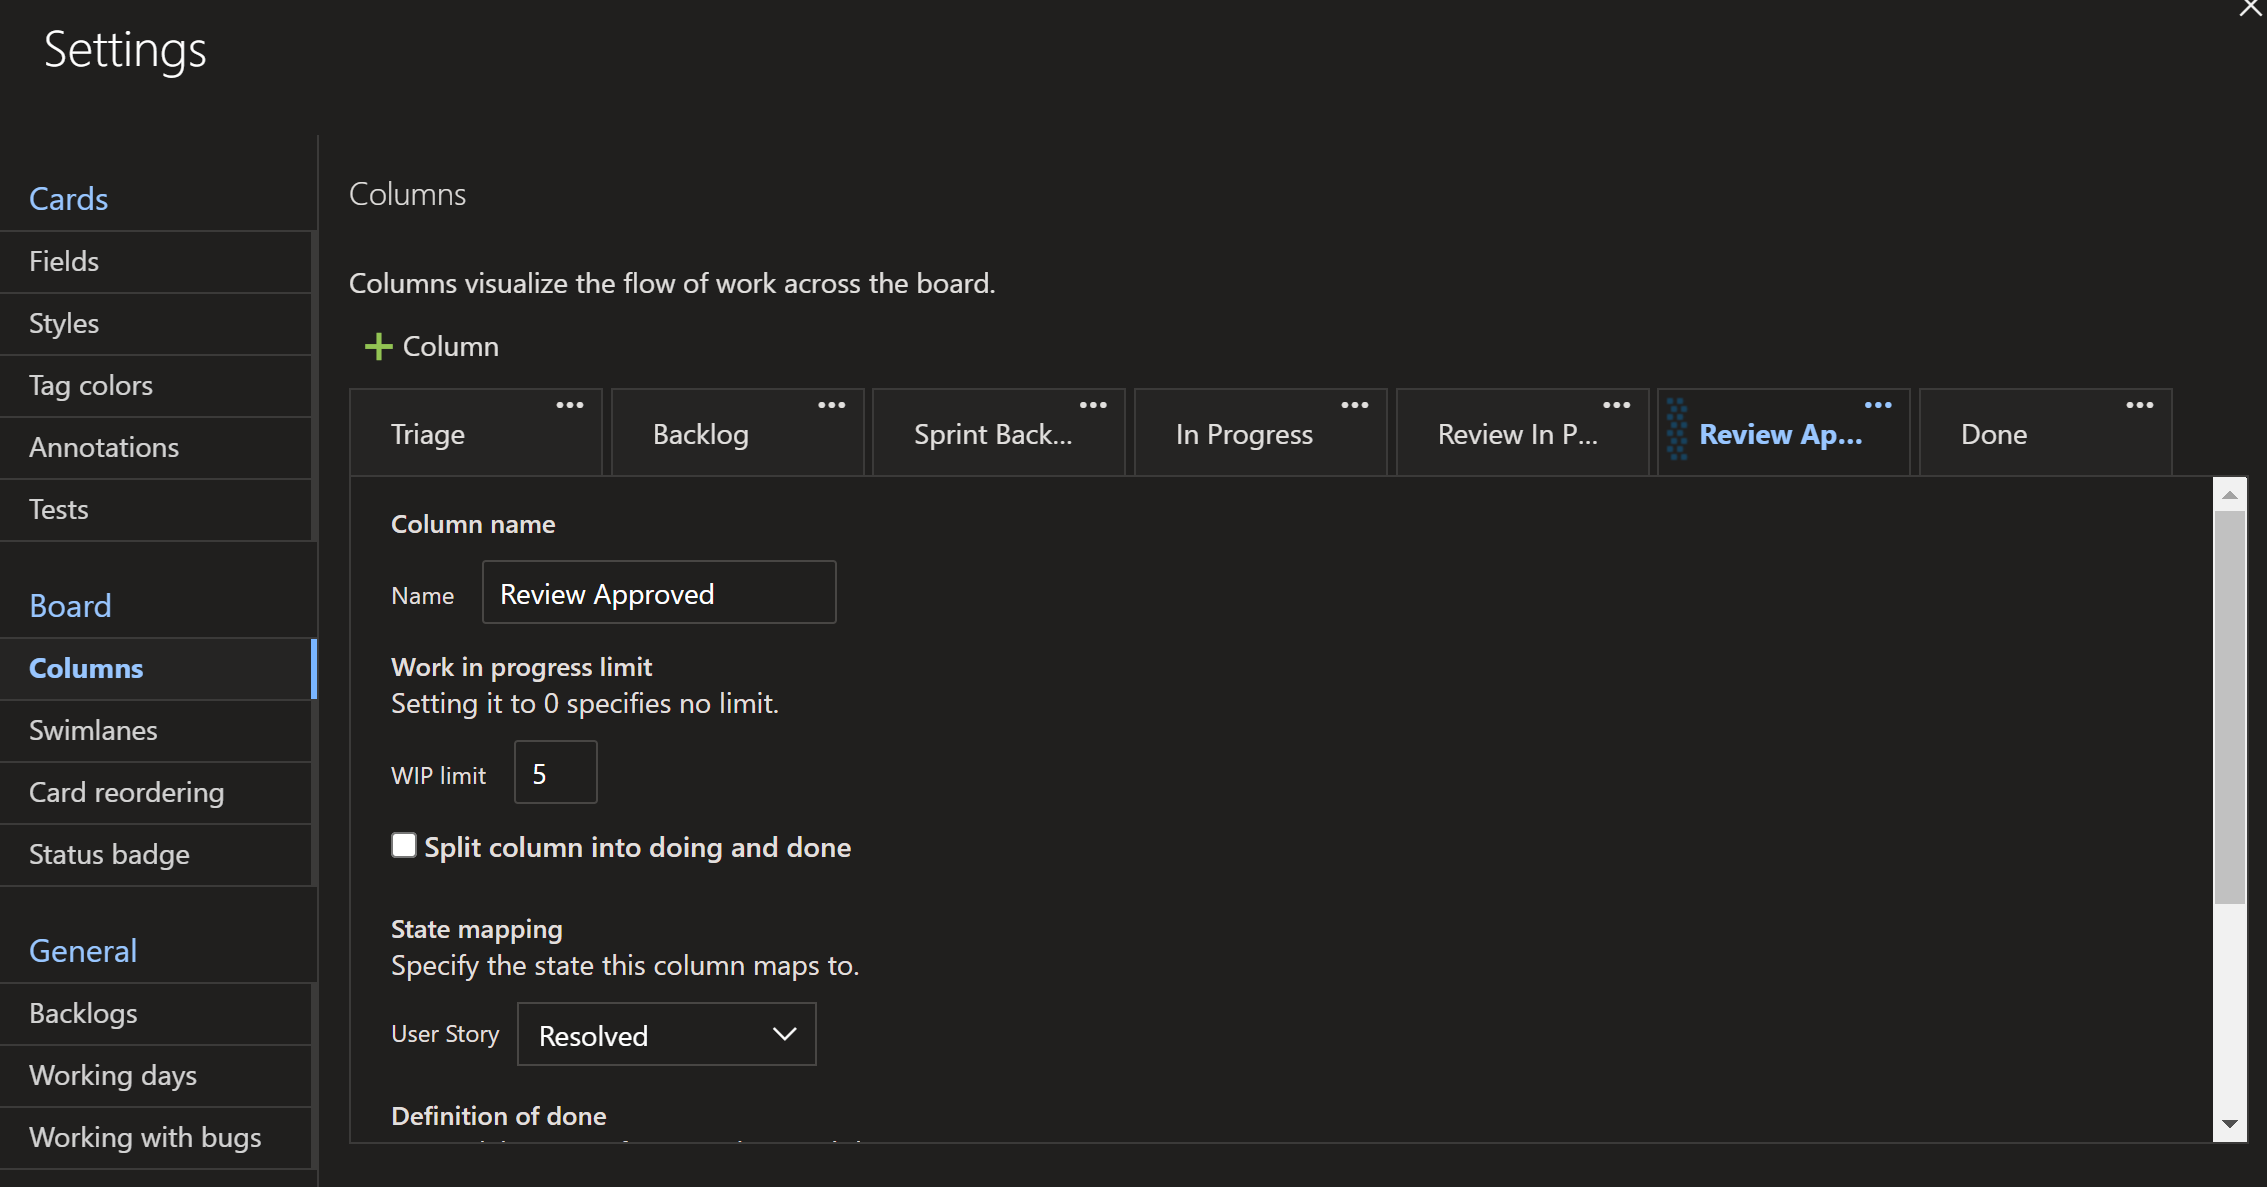 Settings
Cards
Fields
Styles
Tag colors
Annotations
Tests
Board
Columns
Swimlanes
Card reordering
Status badge
General
Backlogs
Working days
Working with bugs
Columns
Columns visualize the flow of work across the board.
Column
Triage
Backlog
Sprint Back...
In Progress
Review In P...
Review Ap...
Done
Column name
Name
Review Approved
Work in progress limit
Setting it to 0 specifies no limit.
WIP limit
5
Split column into doing and done
State mapping
Specify the state this column maps to.
User Story
Resolved
Definition of done